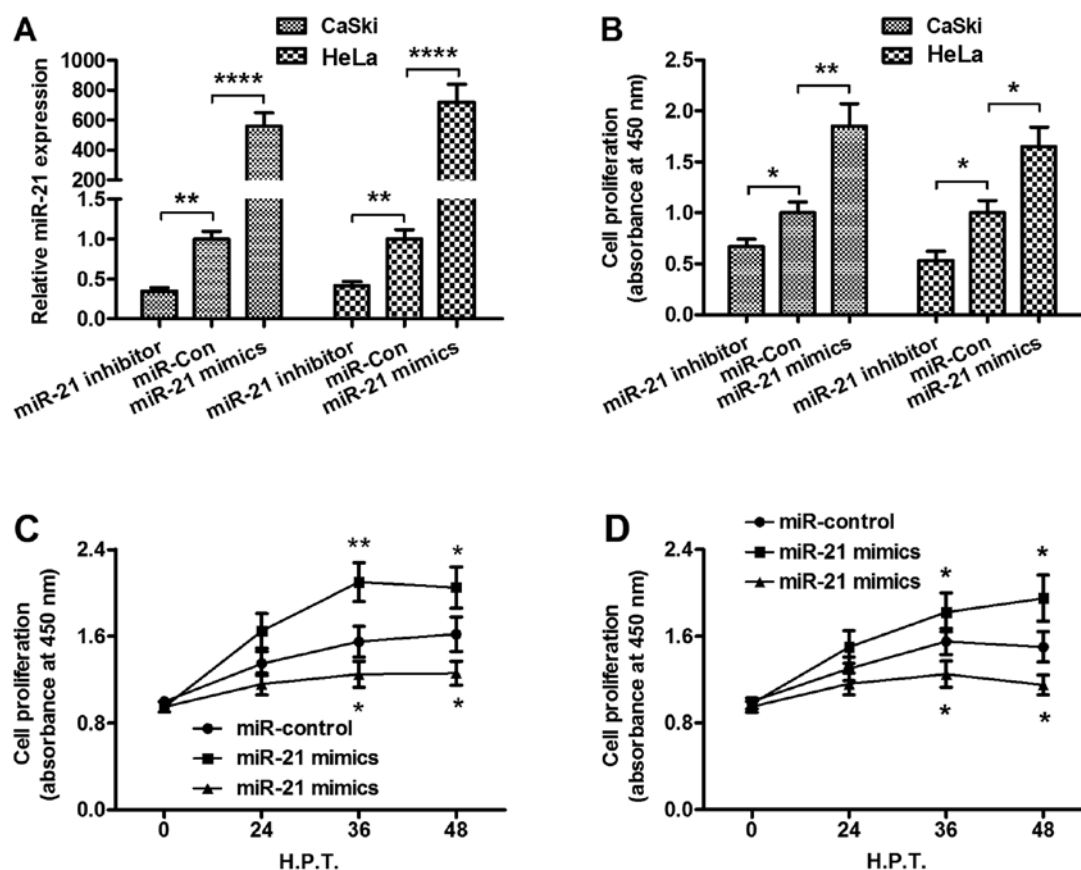 A
CaSki
HeLa
Relative miR-21 expression
1000
800
600
400
200
1.0
0.5
0.0
**
****
**
****
miR-21 inhibitor
miR-Con
miR-21 mimics
miR-21 inhibitor
miR-Con
miR-21 mimics
B
CaSki
HeLa
Cell proliferation
(absorbance at 450 nm)
2.5
2.0
1.5
1.0
0.5
0.0
*
**
*
*
miR-21 inhibitor
miR-Con
miR-21 mimics
miR-21 inhibitor
miR-Con
miR-21 mimics
C
Cell proliferation
(absorbance at 450 nm)
2.4
1.6
0.8
0.0
**
*
*
*
miR-control
miR-21 mimics
miR-21 mimics
0
24
36
48
H.P.T.
D
miR-control
miR-21 mimics
miR-21 mimics
Cell proliferation
(absorbance at 450 nm)
2.4
1.6
0.8
0.0
*
*
*
*
0
24
36
48
H.P.T.